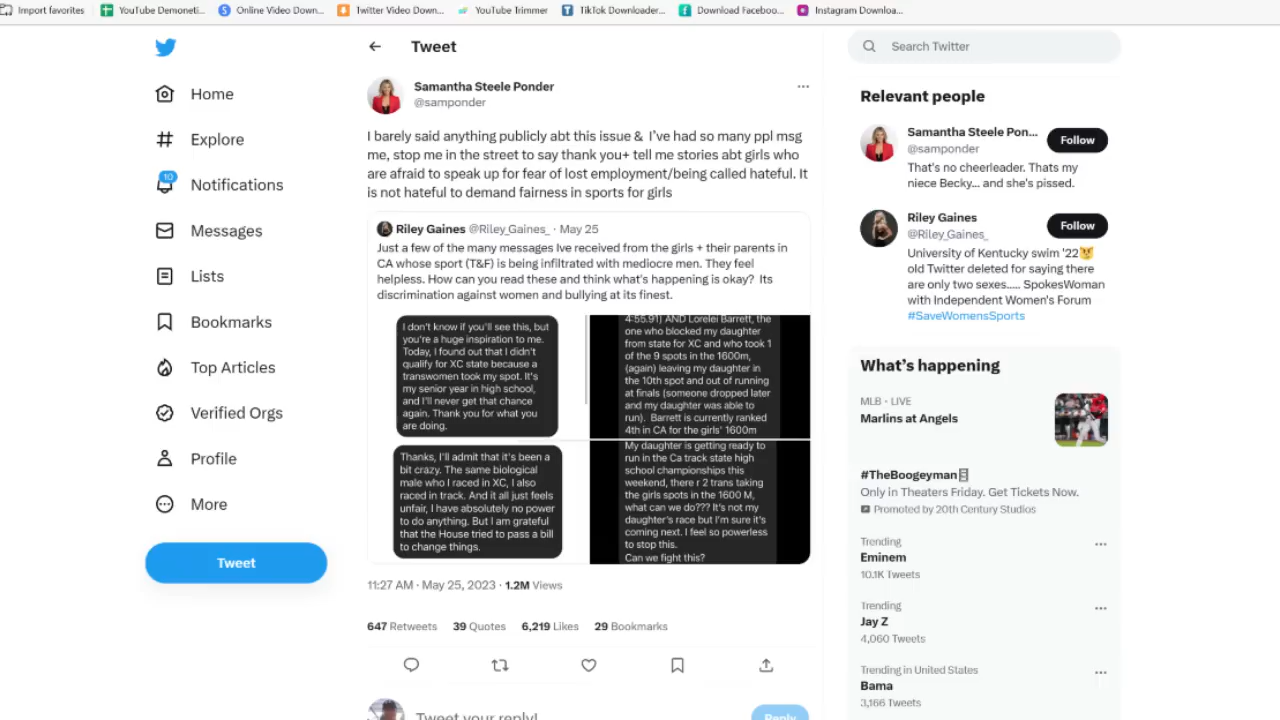 Import favorites
YouTube Demoneti...
Online Video Down...
Twitter Video Down...
YouTube Trimmer
TikTok Downloader...
Download Faceboo...
Instagram Downloa...
Home
Explore
10
Notifications
Messages
Lists
Bookmarks
Top Articles
Verified Orgs
Profile
More
Tweet
Tweet
Samantha Steele Ponder
@samponder
I barely said anything publicly abt this issue & I've had so many ppl msg
me, stop me in the street to say thank you+ tell me stories abt girls who
are afraid to speak up for fear of lost employment/being called hateful. It
is not hateful to demand fairness in sports for girls
Riley Gaines @Riley_Gaines_ · May 25
Just a few of the many messages Ive received from the girls + their parents in
CA whose sport (T&F) is being infiltrated with mediocre men. They feel
helpless. How can you read these and think what's happening is okay? Its
discrimination against women and bullying at its finest.
I don't know if you'll see this, but
you're a huge inspiration to me.
Today, I found out that I didn't
qualify for XC state because a
transwomen took my spot. It's
my senior year in high school,
and I'll never get that chance
again. Thank you for what you
are doing.
4:55.91) AND Lorelei Barrett, the
one who blocked my daughter
from state for XC and who took 1
of the 9 spots in the 1600m,
(again) leaving my daughter in
the 10th spot and out of running
at finals (someone dropped later
and my daughter was able to
run). Barrett is currently ranked
4th in CA for the girls' 1600m
Thanks, I'll admit that it's been a
bit crazy. The same biological
male who I raced in XC, I also
raced in track. And it all just feels
unfair, I have absolutely no power
to do anything. But I am grateful
that the House tried to pass a bill
to change things.
My daughter is getting ready to
run in the Ca track state high
school championships this
weekend, there r 2 trans taking
the girls spots in the 1600 M,
what can we do??? It's not my
daughter's race but I'm sure it's
coming next. I feel so powerless
to stop this.
Can we fight this?
11:27 AM · May 25, 2023 · 1.2M Views
647 Retweets 39 Quotes 6,219 Likes 29 Bookmarks
Tweet your reply!
Reply
Search Twitter
Relevant people
Samantha Steele Pon...
@samponder
Follow
That's no cheerleader. Thats my
niece Becky... and she's pissed.
Riley Gaines
@Riley_Gaines_
Follow
University of Kentucky swim '22😼
old Twitter deleted for saying there
are only two sexes..... SpokesWoman
with Independent Women's Forum
#SaveWomensSports
What's happening
MLB · LIVE
Marlins at Angels
#TheBoogeyman
Only in Theaters Friday. Get Tickets Now.
Promoted by 20th Century Studios
Trending
Eminem
10.1K Tweets
Trending
Jay Z
4,060 Tweets
Trending in United States
Bama
3,166 Tweets